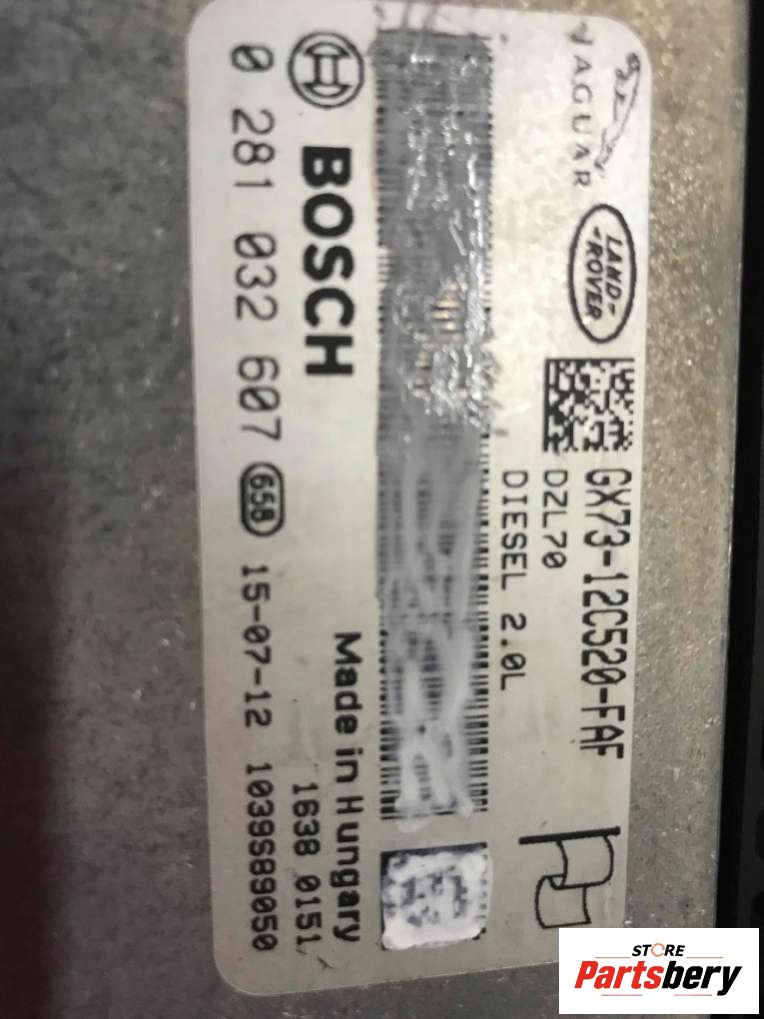 JAGUAR
LAND-
-ROVER
GX73-12C520-FAF
DZL70
DIESEL 2.0L
BOSCH
Made in Hungary
1638 0151
0 281 032 607 658 15-07-12 1039S89050
STORE
Partsbery